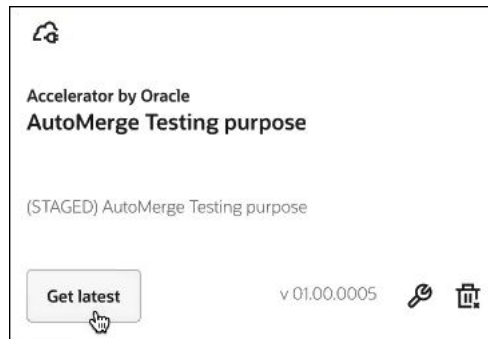 Accelerator by Oracle
AutoMerge Testing purpose
(STAGED) AutoMerge Testing purpose
Get latest
v 01.00.0005